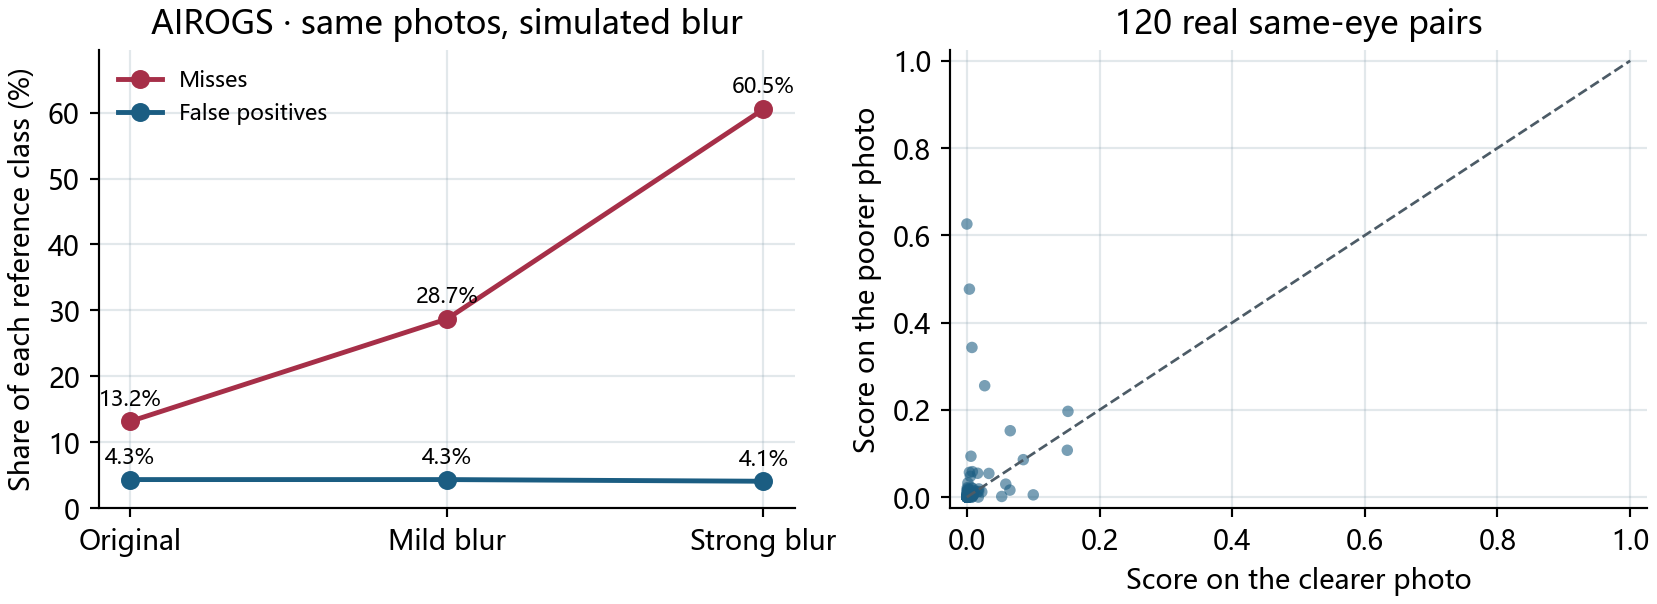 AIROGS · same photos, simulated blur
Share of each reference class (%)
Misses
False positives
60
50
40
30
20
10
0
13.2%
28.7%
60.5%
4.3%
4.3%
4.1%
Original
Mild blur
Strong blur
120 real same-eye pairs
Score on the poorer photo
1.0
0.8
0.6
0.4
0.2
0.0
0.0
0.2
0.4
0.6
0.8
1.0
Score on the clearer photo